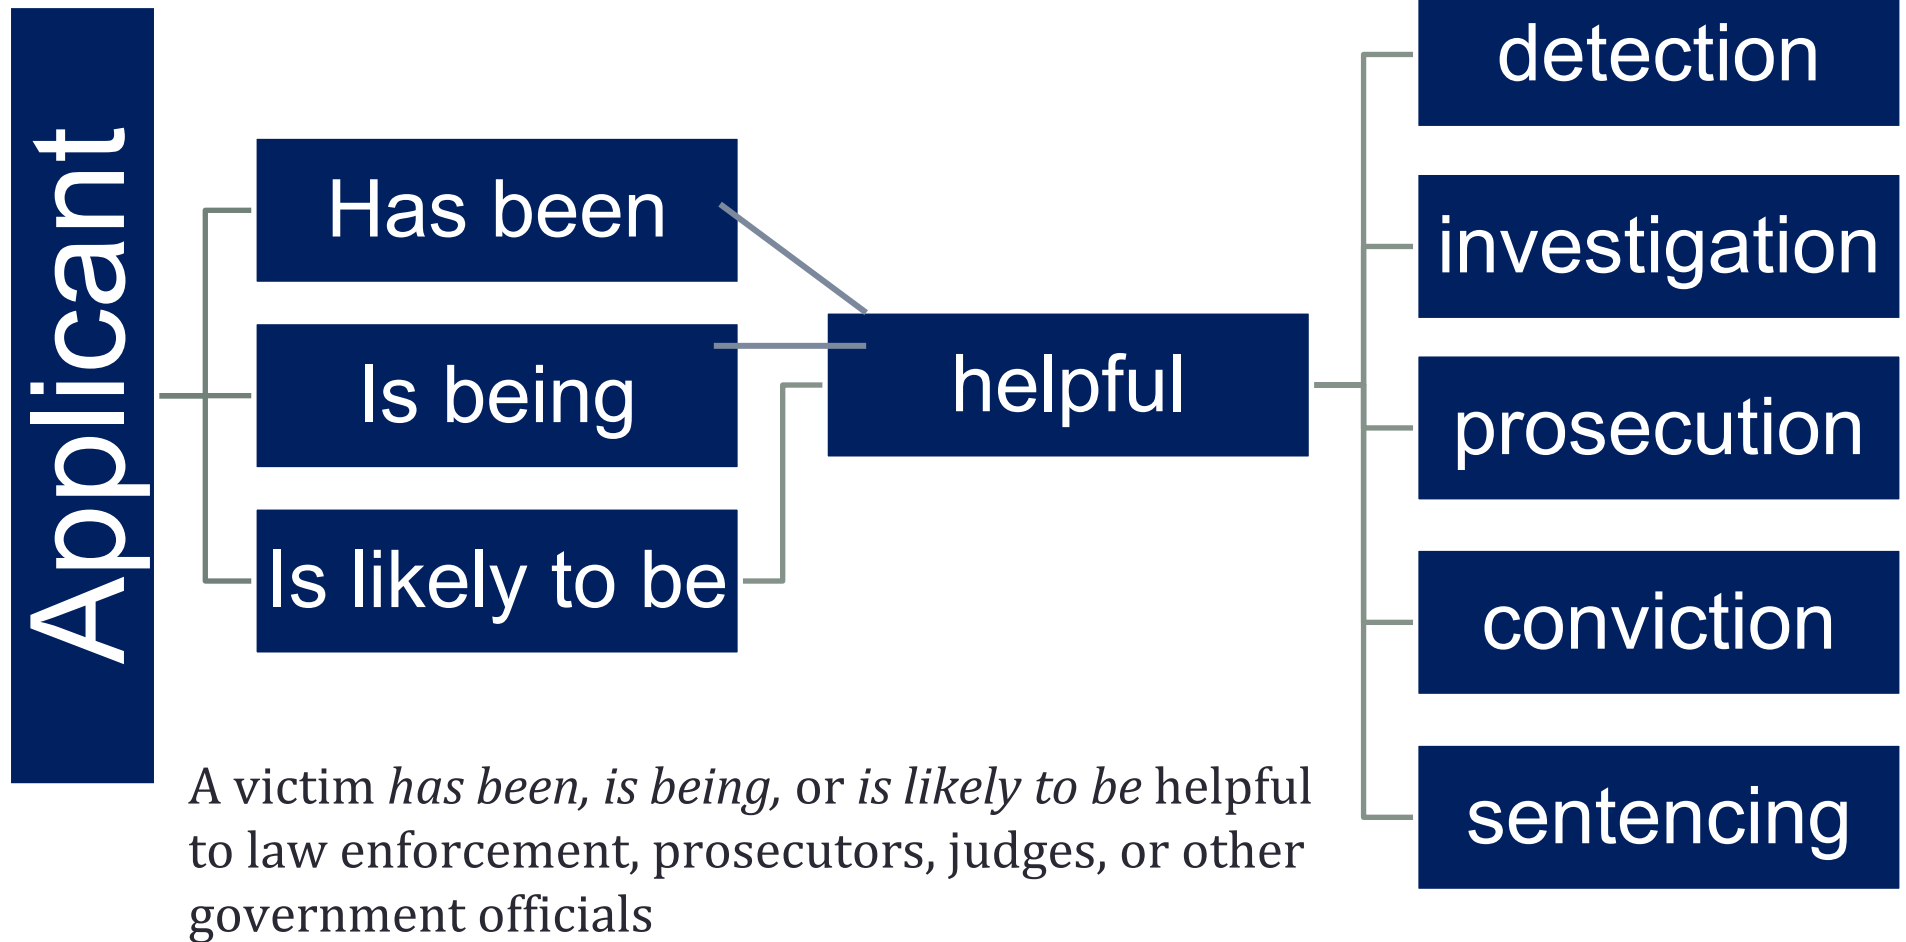 Applicant
Has been
Is being
Is likely to be
helpful
detection
investigation
prosecution
conviction
sentencing
A victim has been, is being, or is likely to be helpful
to law enforcement, prosecutors, judges, or other
government officials